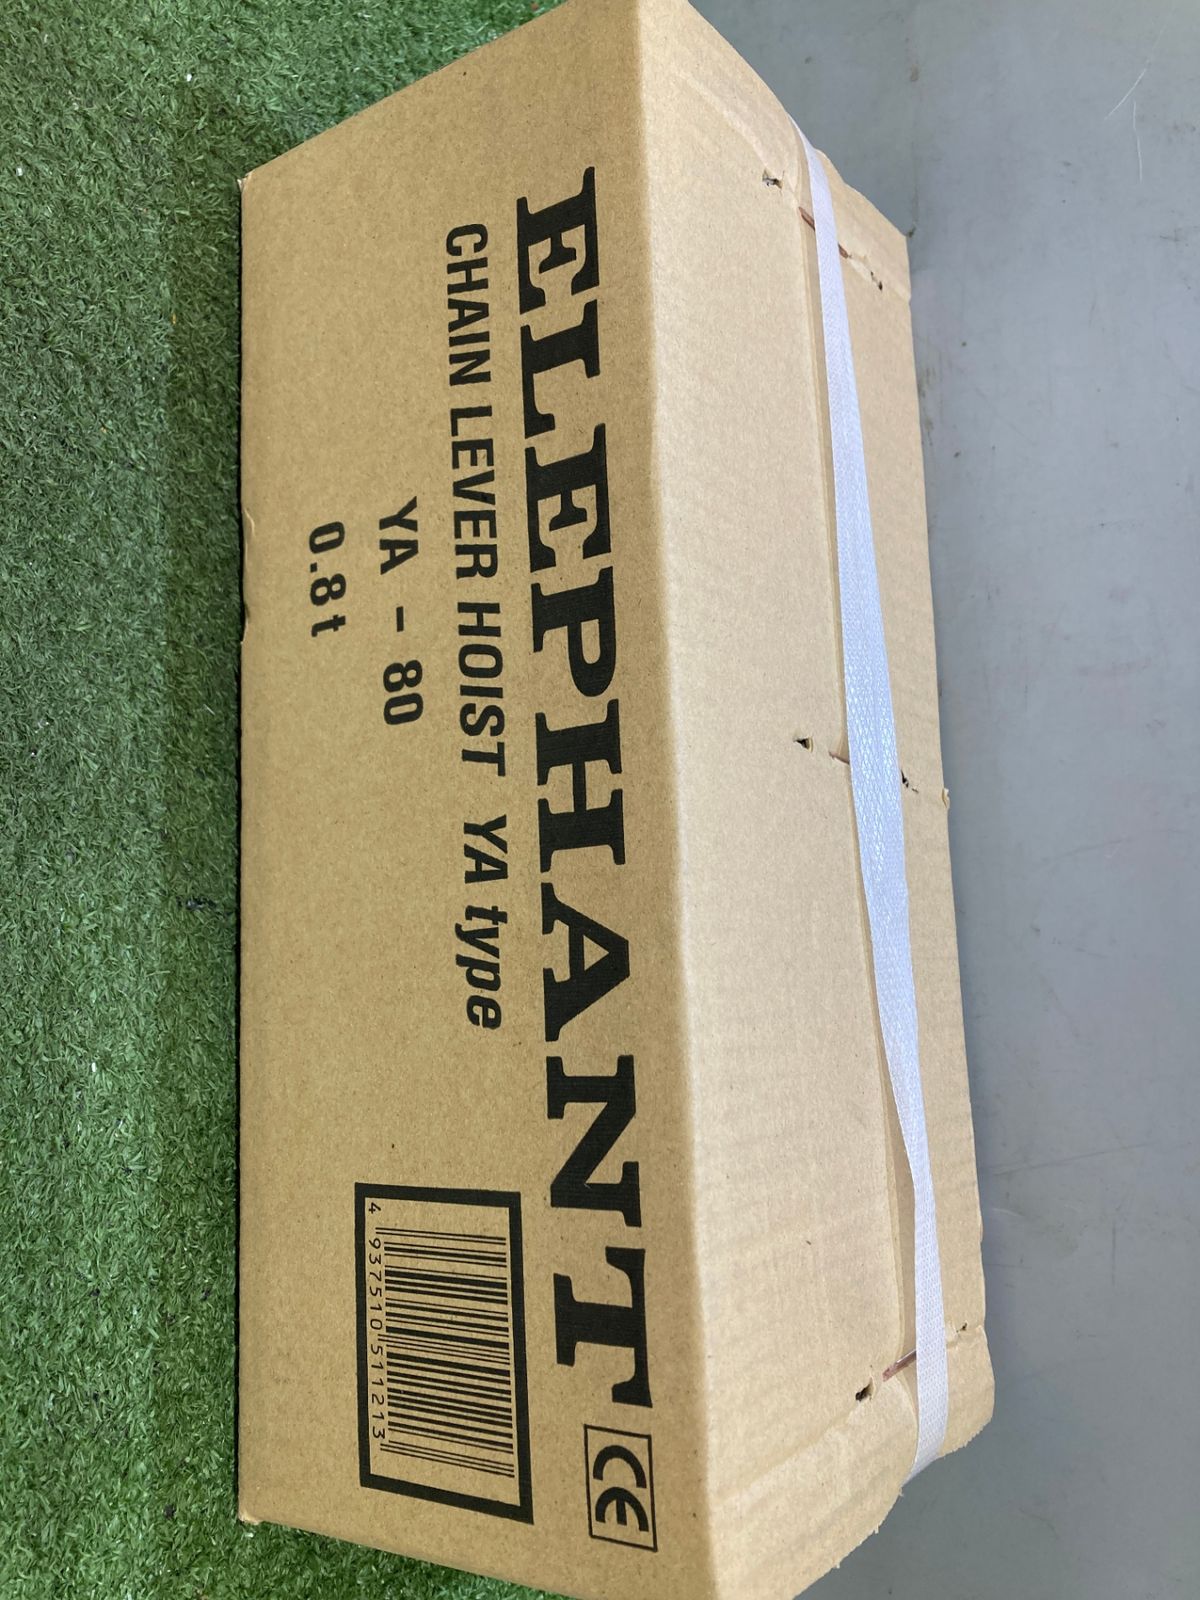 ELEPHANT CE
CHAIN LEVER HOIST YA type
YA - 80
0.8t
4 937510 511213